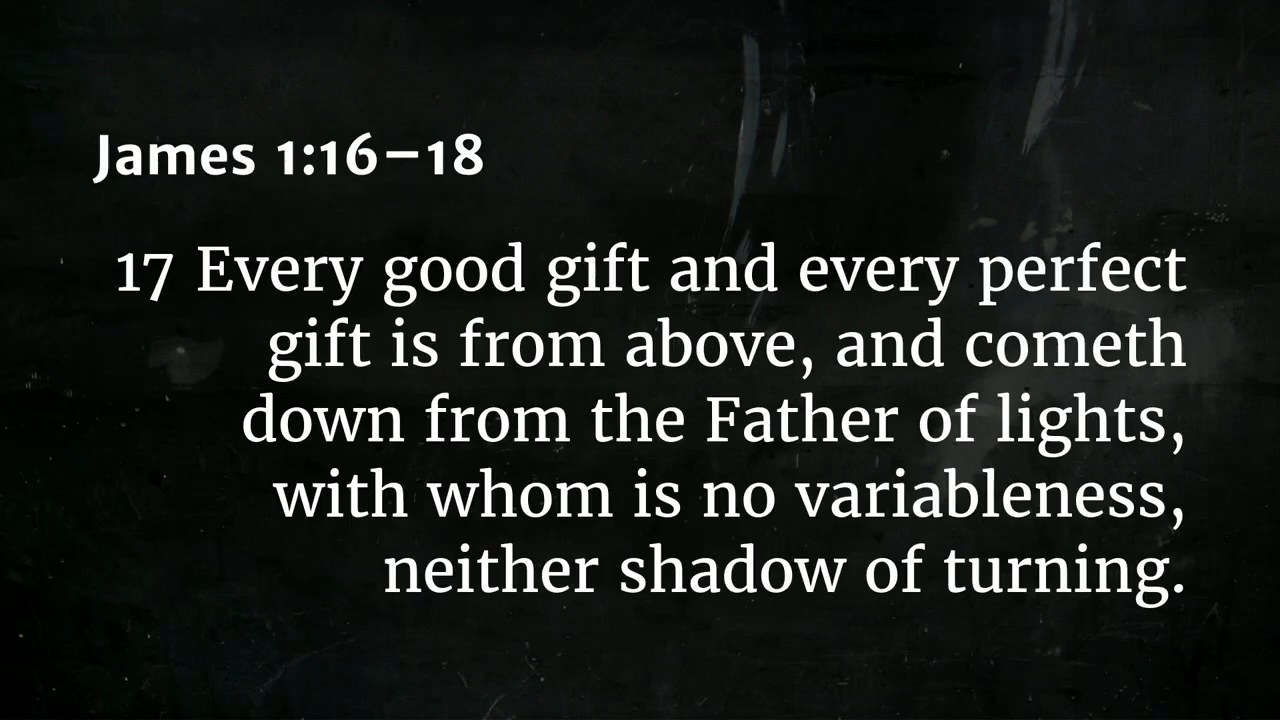 James 1:16–18
17 Every good gift and every perfect
gift is from above, and cometh
down from the Father of lights,
with whom is no variableness,
neither shadow of turning.